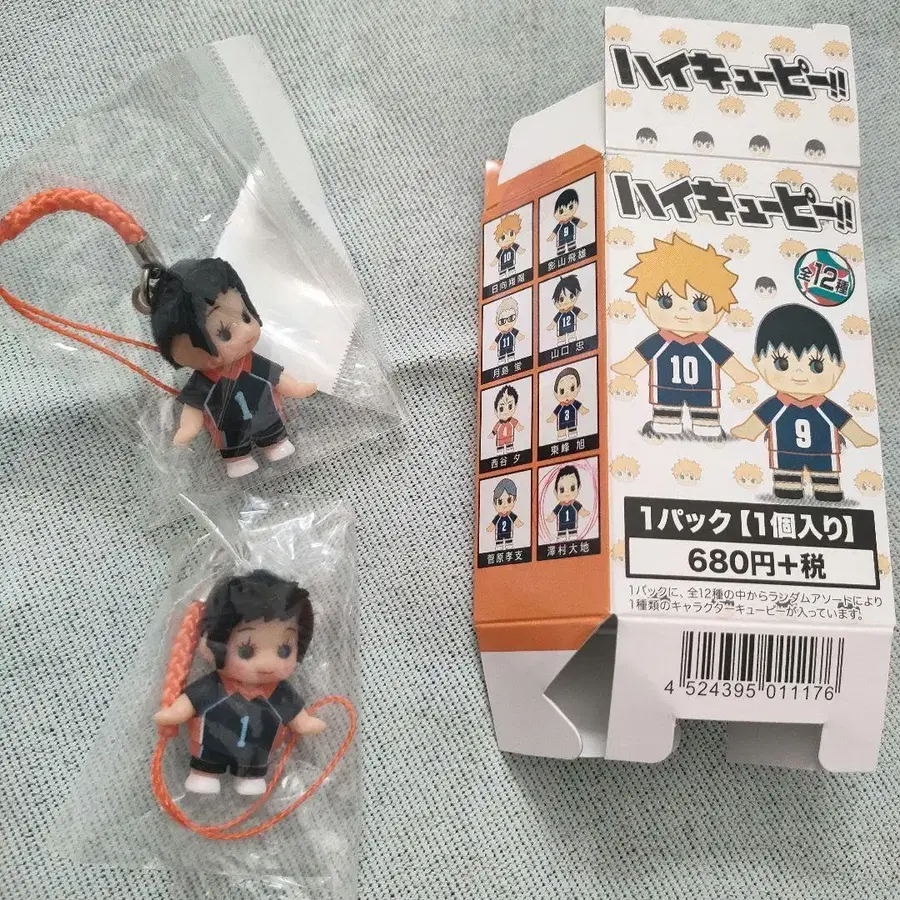 ハイキューピー!!
ハイキューピー!!
全12種
10
9
1パック【1個入り】
680円+税
1パックに、全12種の中からランダムアソートにより
1種類のキャラクターキューピーが入っています。
4 524395 011176
10
日向翔陽
9
影山飛雄
11
月島 蛍
12
山口 忠
4
西谷 夕
3
東峰 旭
2
菅原孝支
1
澤村大地
1
1